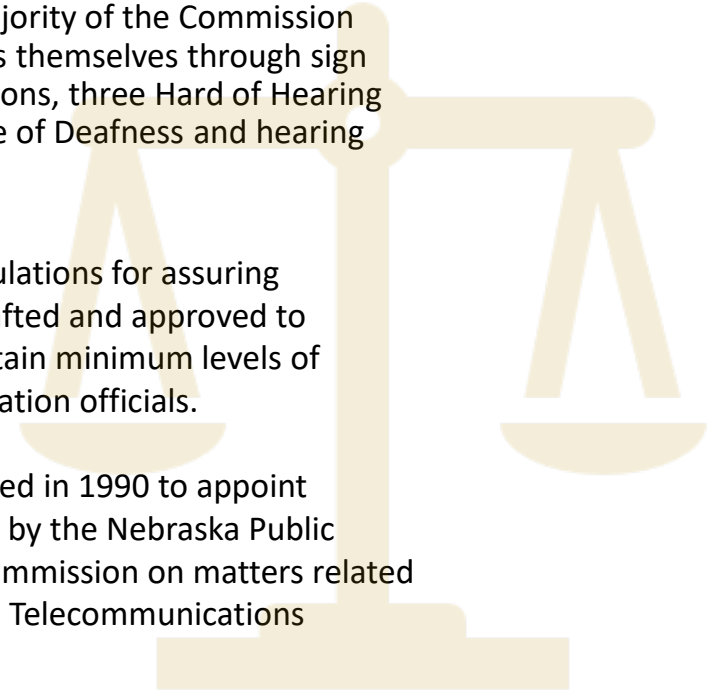 jority of the Commission
s themselves through sign
ons, three Hard of Hearing
e of Deafness and hearing
ulations for assuring
afted and approved to
tain minimum levels of
ation officials.
ed in 1990 to appoint
by the Nebraska Public
ommission on matters related
Telecommunications